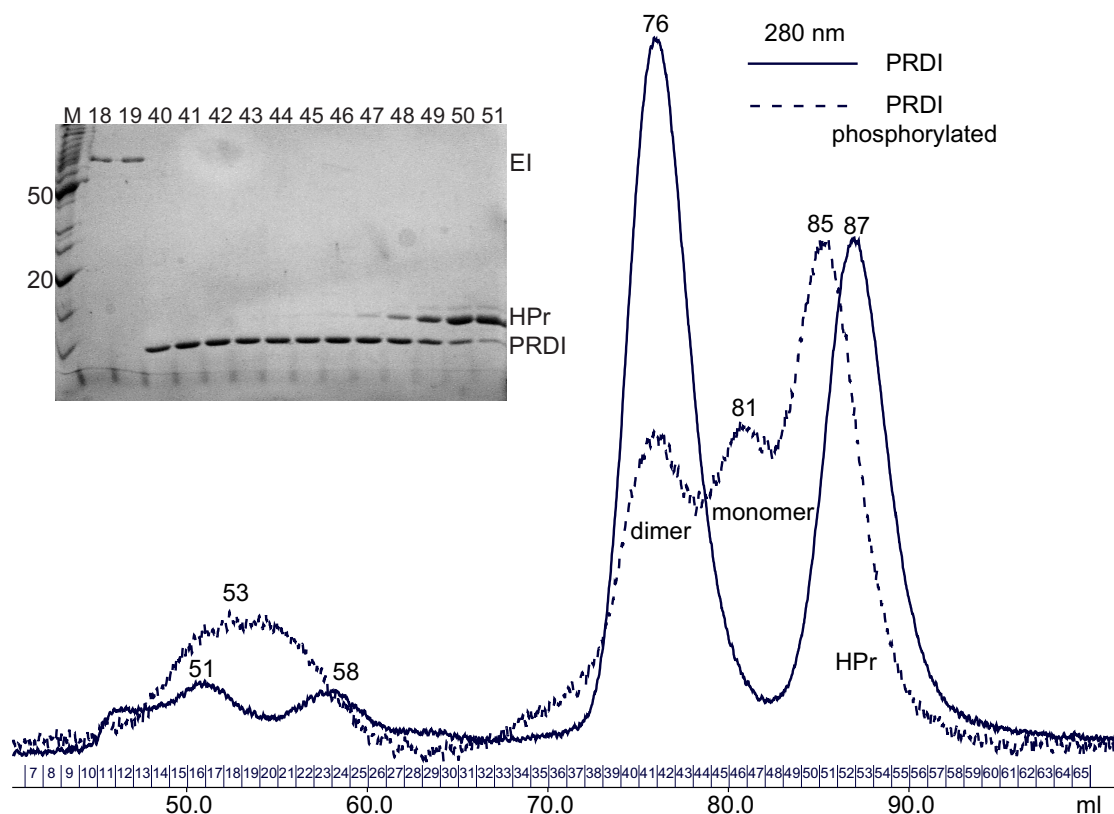 76
280 nm
PRDI
PRDI
phosphorylated
M 18 19 40 41 42 43 44 45 46 47 48 49 50 51
EI
50
20
HPr
PRDI
85 87
81
dimer
monomer
53
51
58
HPr
7 8 9 10 11 12 13 14 15 16 17 18 19 20 21 22 23 24 25 26 27 28 29 30 31 32 33 34 35 36 37 38 39 40 41 42 43 44 45 46 47 48 49 50 51 52 53 54 55 56 57 58 59 60 61 62 63 64 65
50.0 60.0 70.0 80.0 90.0 ml